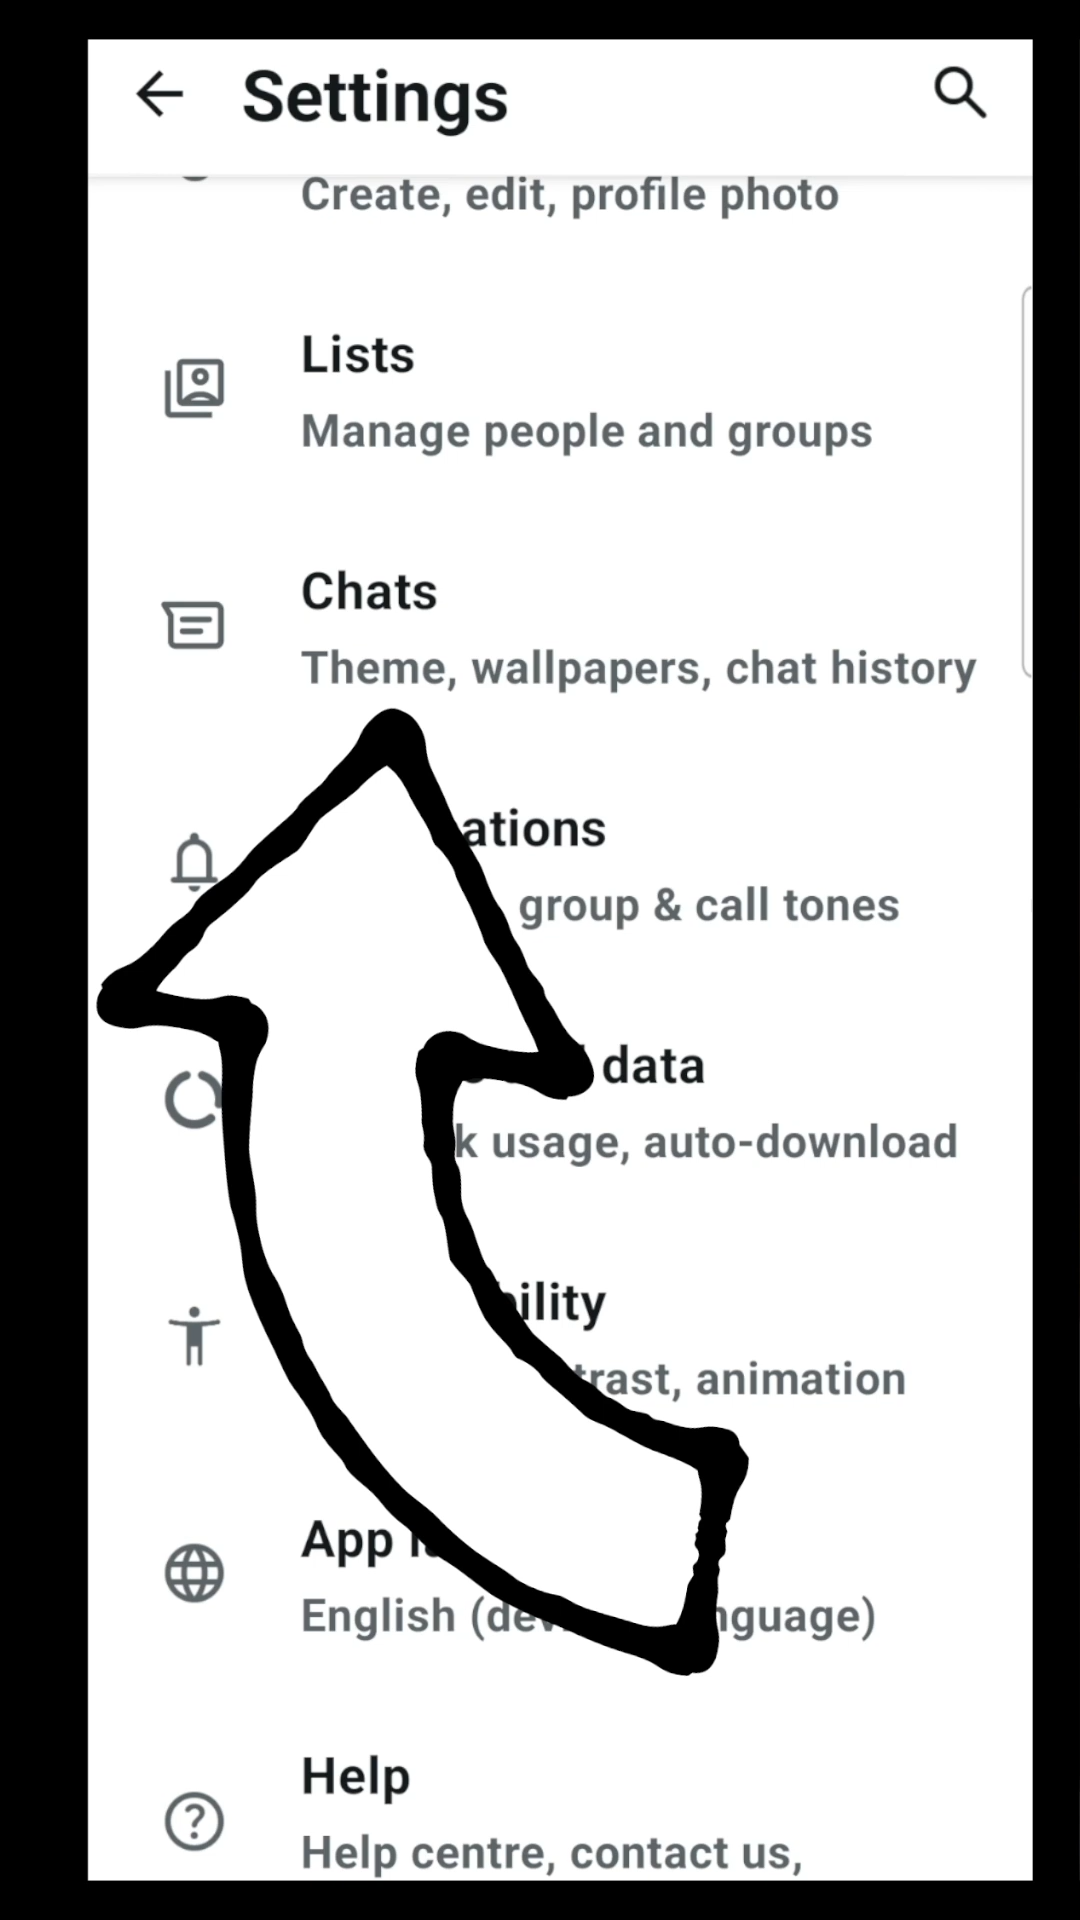 Settings
Create, edit, profile photo
Lists
Manage people and groups
Chats
Theme, wallpapers, chat history
ations
group & call tones
data
k usage, auto-download
ility
trast, animation
App
English (de nguage)
Help
Help centre, contact us,